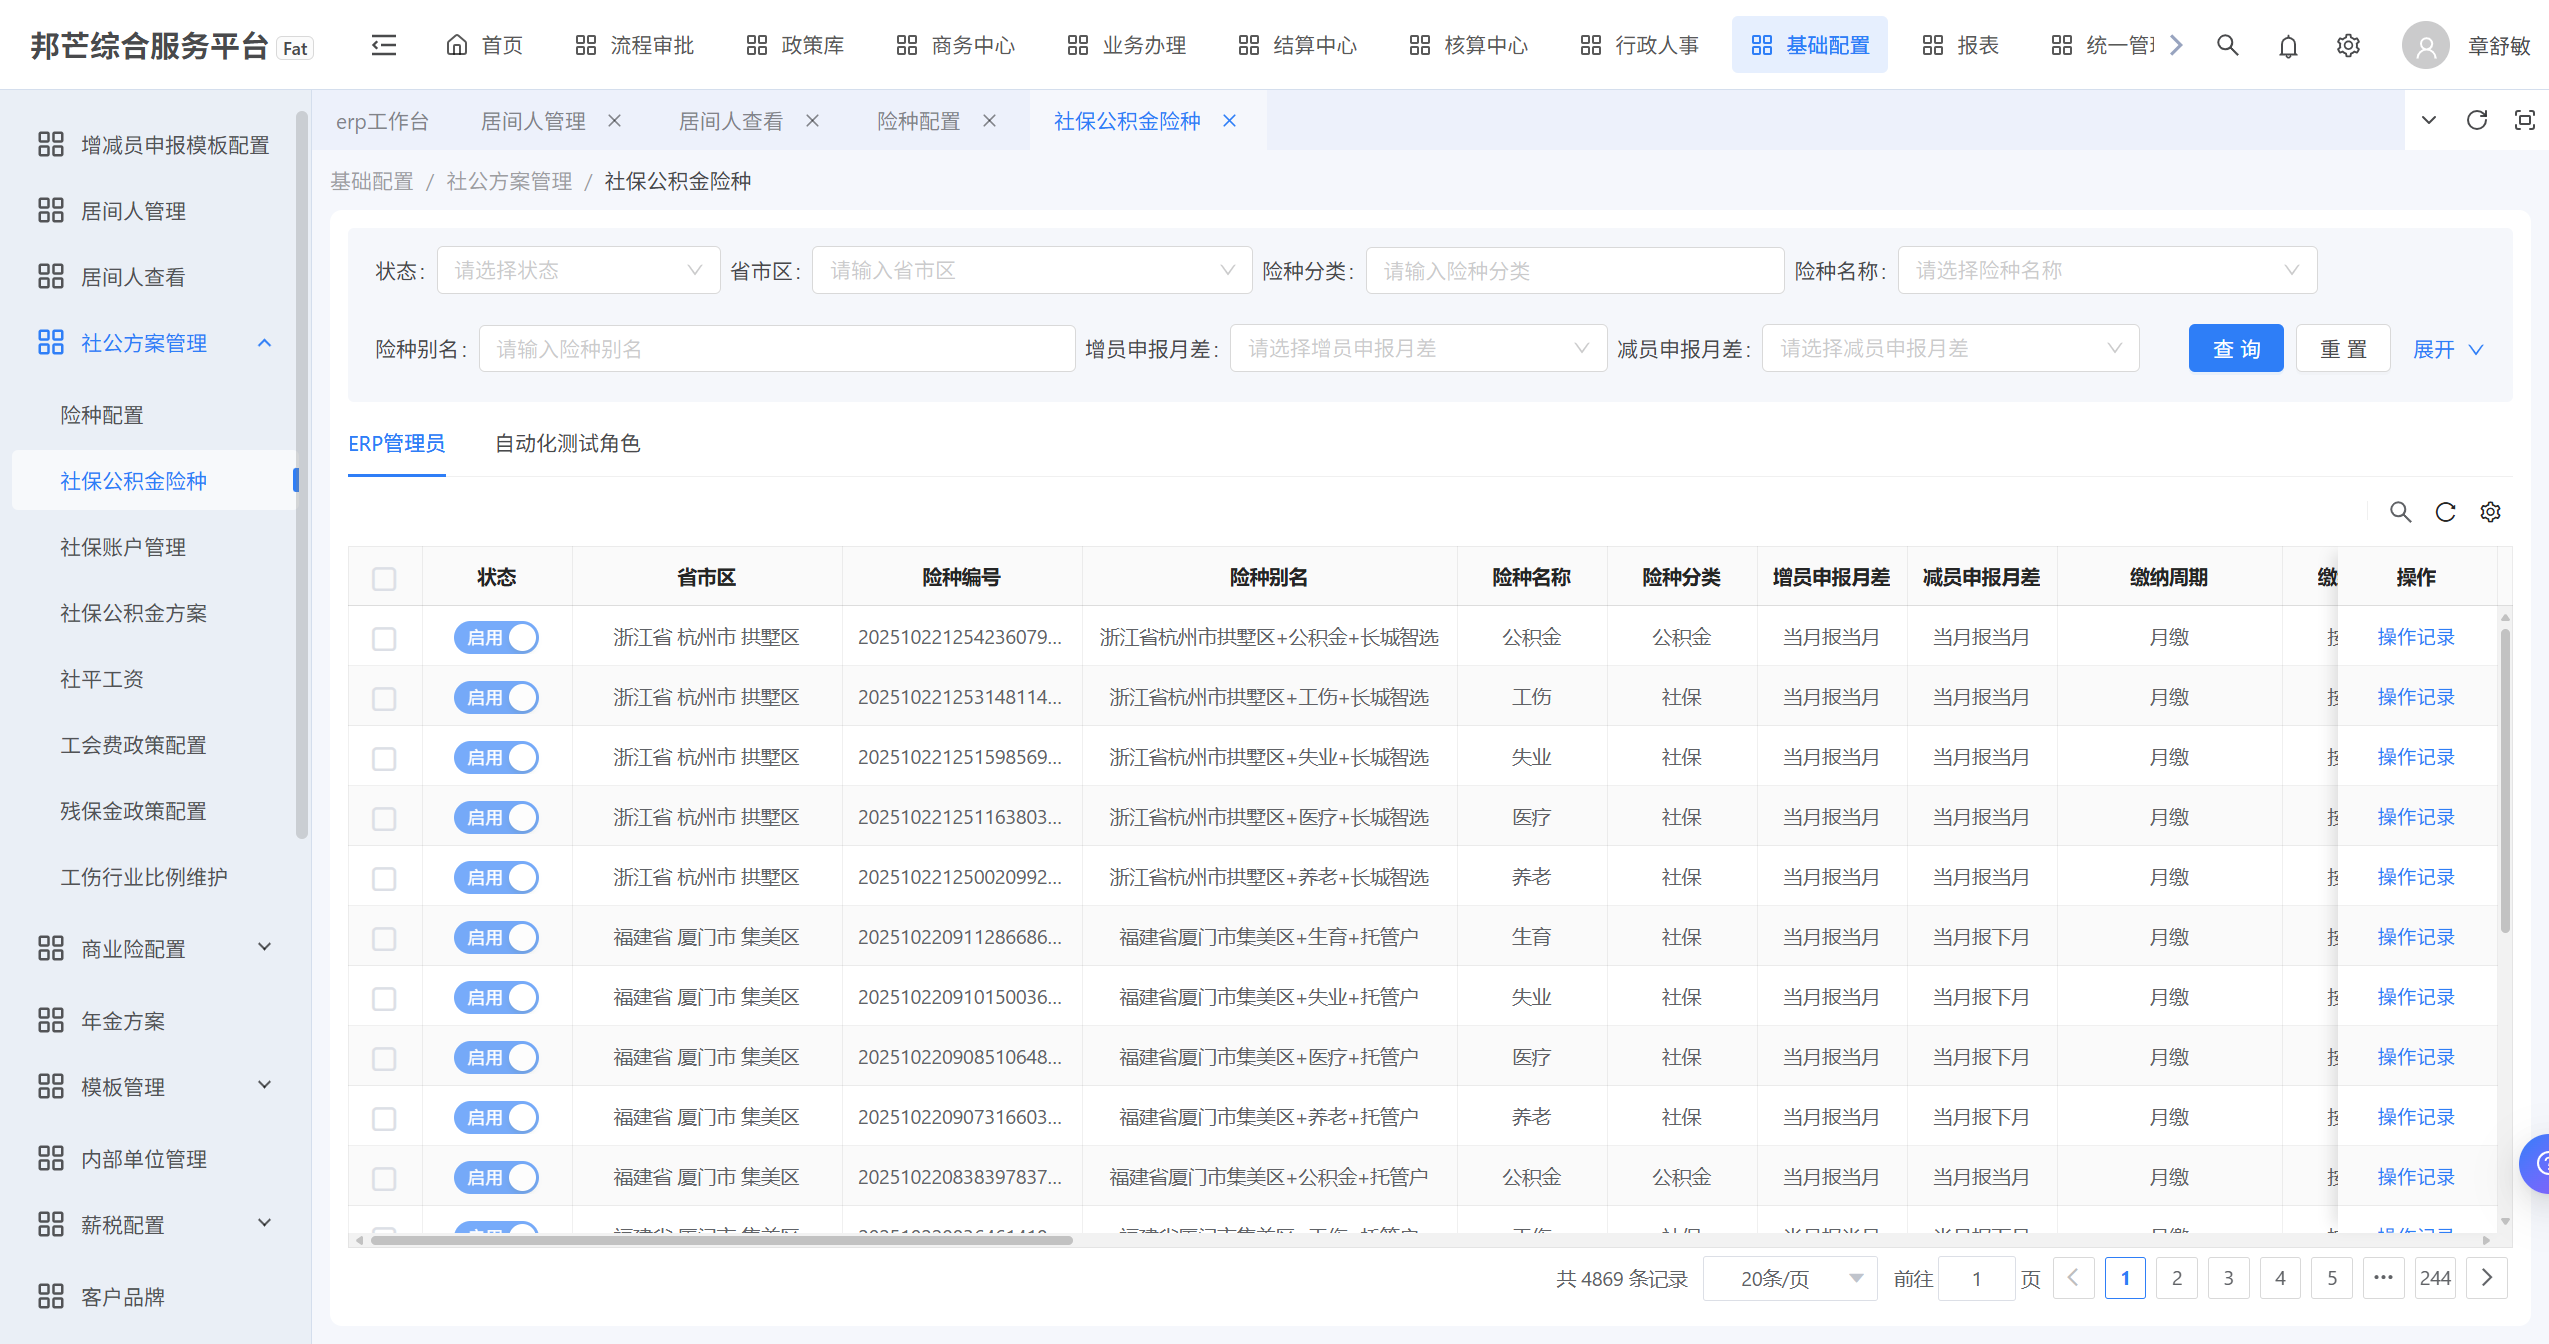 邦芒综合服务平台 Fat 首页 流程审批 政策库 商务中心 业务办理 结算中心 核算中心 行政人事 基础配置 报表 统一管 章舒敏
erp工作台 居间人管理 居间人查看 险种配置 社保公积金险种
基础配置 / 社公方案管理 / 社保公积金险种
增减员申报模板配置
居间人管理
居间人查看
社公方案管理
险种配置
社保公积金险种
社保账户管理
社保公积金方案
社平工资
工会费政策配置
残保金政策配置
工伤行业比例维护
商业险配置
年金方案
模板管理
内部单位管理
薪税配置
客户品牌
状态: 请选择状态 省市区: 请输入省市区 险种分类: 请输入险种分类 险种名称: 请选择险种名称
险种别名: 请输入险种别名 增员申报月差: 请选择增员申报月差 减员申报月差: 请选择减员申报月差 查 询 重 置 展开
ERP管理员 自动化测试角色
状态 省市区 险种编号 险种别名 险种名称 险种分类 增员申报月差 减员申报月差 缴纳周期 缴 操作
启用 浙江省 杭州市 拱墅区 202510221254236079... 浙江省杭州市拱墅区+公积金+长城智选 公积金 公积金 当月报当月 当月报当月 月缴 操作记录
启用 浙江省 杭州市 拱墅区 202510221253148114... 浙江省杭州市拱墅区+工伤+长城智选 工伤 社保 当月报当月 当月报当月 月缴 操作记录
启用 浙江省 杭州市 拱墅区 202510221251598569... 浙江省杭州市拱墅区+失业+长城智选 失业 社保 当月报当月 当月报当月 月缴 操作记录
启用 浙江省 杭州市 拱墅区 202510221251163803... 浙江省杭州市拱墅区+医疗+长城智选 医疗 社保 当月报当月 当月报当月 月缴 操作记录
启用 浙江省 杭州市 拱墅区 202510221250020992... 浙江省杭州市拱墅区+养老+长城智选 养老 社保 当月报当月 当月报当月 月缴 操作记录
启用 福建省 厦门市 集美区 202510220911286686... 福建省厦门市集美区+生育+托管户 生育 社保 当月报当月 当月报下月 月缴 操作记录
启用 福建省 厦门市 集美区 202510220910150036... 福建省厦门市集美区+失业+托管户 失业 社保 当月报当月 当月报下月 月缴 操作记录
启用 福建省 厦门市 集美区 202510220908510648... 福建省厦门市集美区+医疗+托管户 医疗 社保 当月报当月 当月报下月 月缴 操作记录
启用 福建省 厦门市 集美区 202510220907316603... 福建省厦门市集美区+养老+托管户 养老 社保 当月报当月 当月报下月 月缴 操作记录
启用 福建省 厦门市 集美区 202510220838397837... 福建省厦门市集美区+公积金+托管户 公积金 公积金 当月报当月 当月报下月 月缴 操作记录
共 4869 条记录 20条/页 前往 1 页 1 2 3 4 5 ••• 244